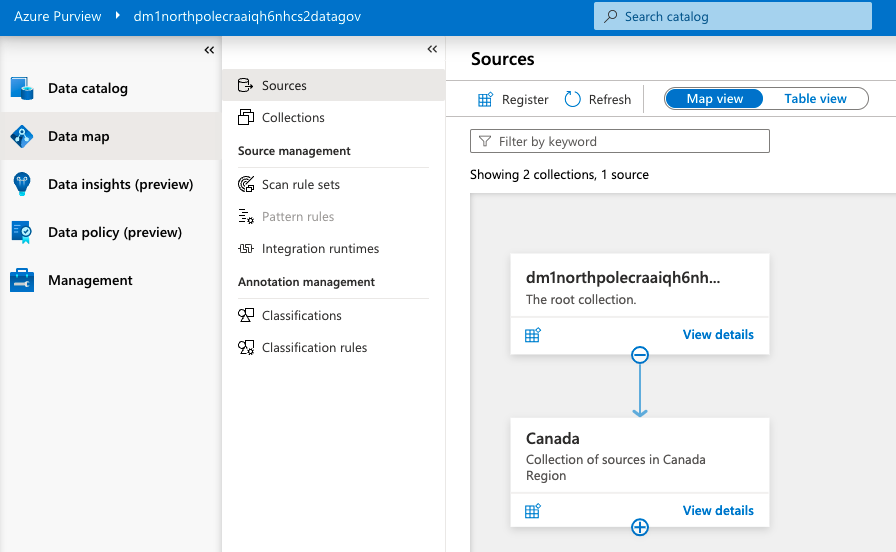 Azure Purview dm1northpolecraaiqh6nhcs2datagov
Search catalog
Data catalog
Data map
Data insights (preview)
Data policy (preview)
Management
Sources
Collections
Source management
Scan rule sets
Pattern rules
Integration runtimes
Annotation management
Classifications
Classification rules
Sources
Register Refresh Map view Table view
Filter by keyword
Showing 2 collections, 1 source
dm1northpolecraaiqh6nh...
The root collection.
View details
Canada
Collection of sources in Canada
Region
View details